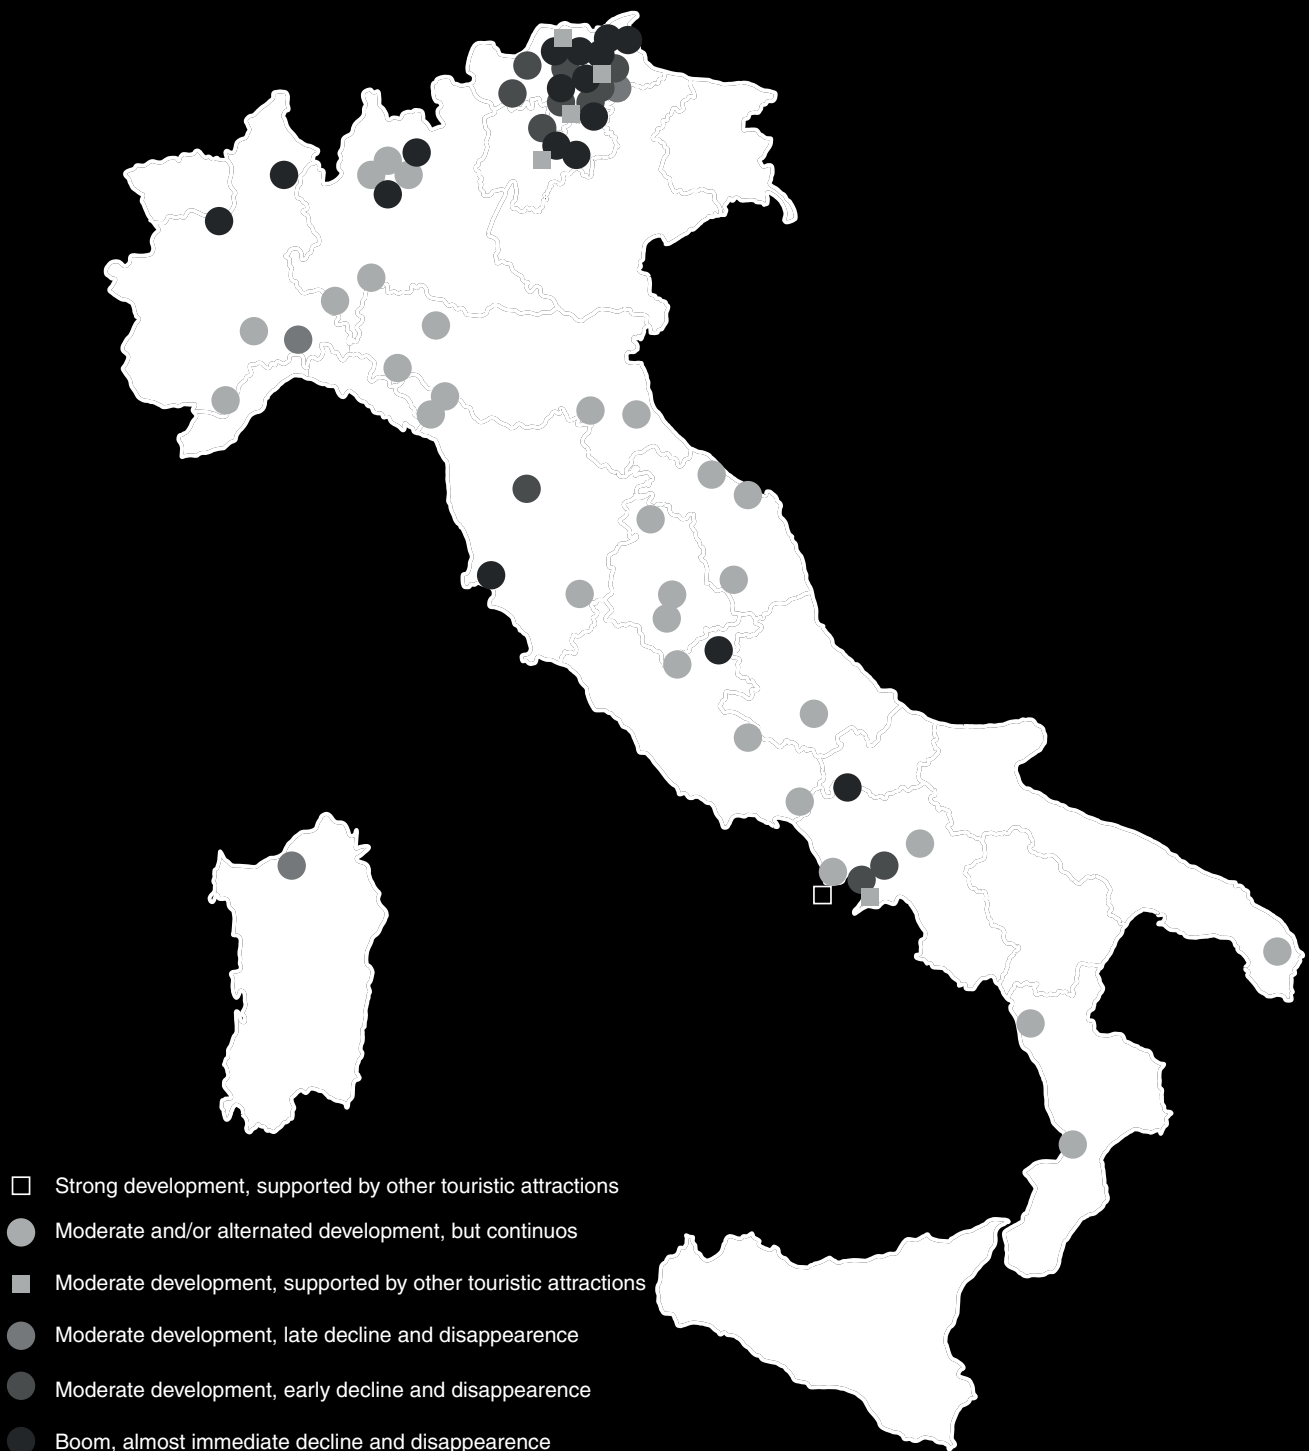 Strong development, supported by other touristic attractions
Moderate and/or alternated development, but continuos
Moderate development, supported by other touristic attractions
Moderate development, late decline and disappearence
Moderate development, early decline and disappearence
Boom, almost immediate decline and disappearence